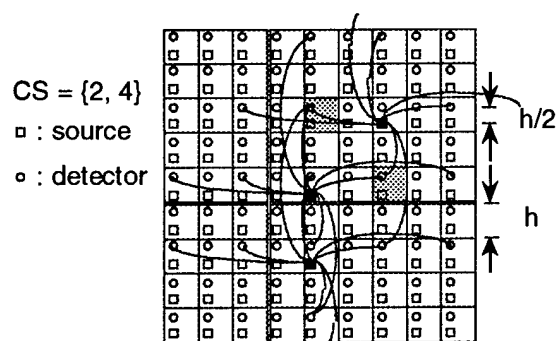 CS = {2, 4}
□ : source
○ : detector
h/2
h